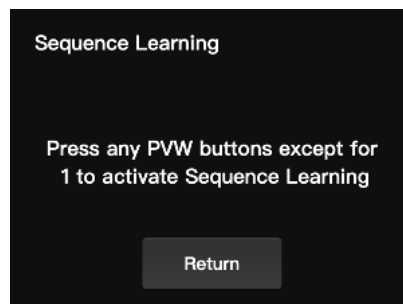 Sequence Learning
Press any PVW buttons except for
1 to activate Sequence Learning
Return